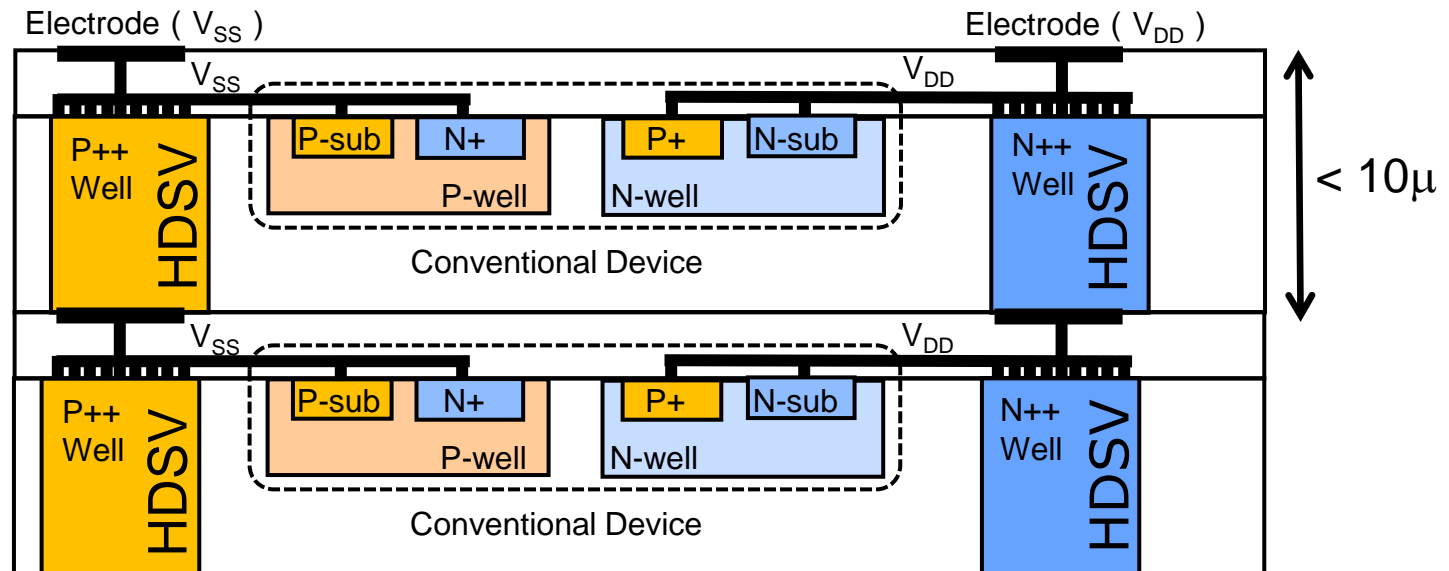 Electrode ( VSS )
Electrode ( VDD )
VSS
VDD
P++
Well
HDSV
P-sub
N+
P-well
P+
N-sub
N-well
N++
Well
HDSV
< 10μ
Conventional Device
VSS
VDD
P++
Well
HDSV
P-sub
N+
P-well
P+
N-sub
N-well
N++
Well
HDSV
Conventional Device